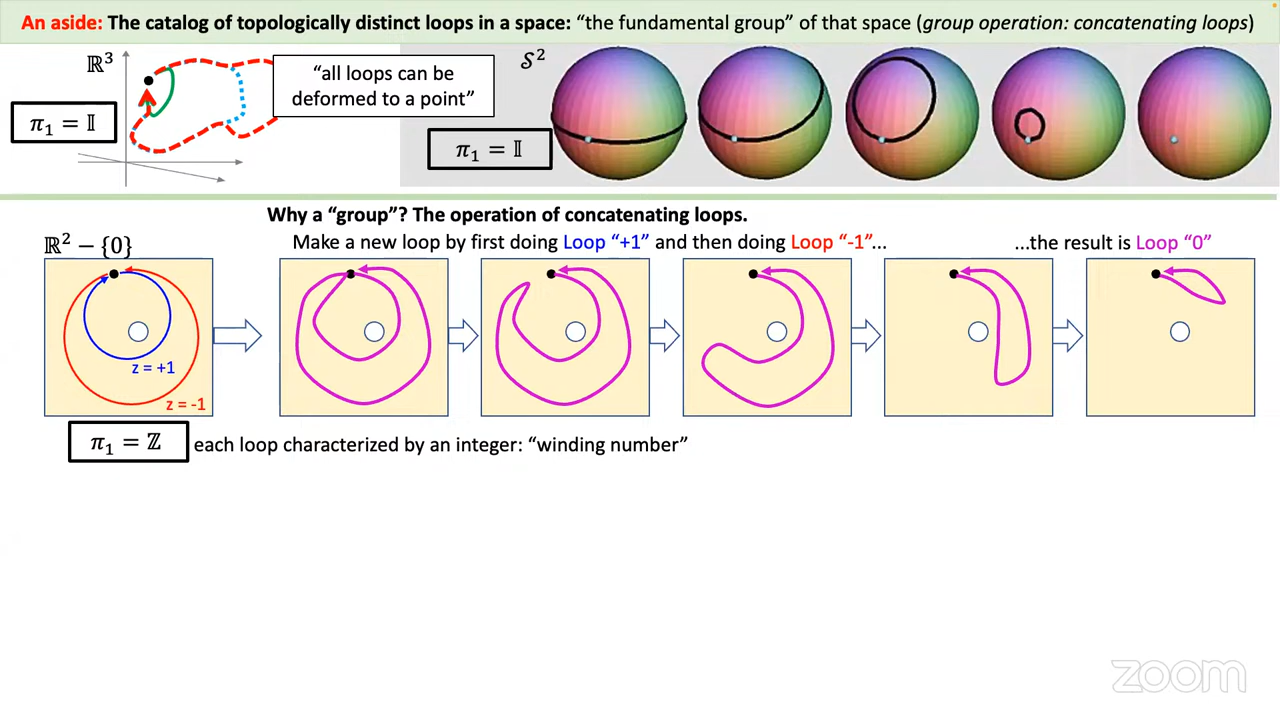 An aside: The catalog of topologically distinct loops in a space: “the fundamental group” of that space (group operation: concatenating loops)
ℝ³
“all loops can be
deformed to a point”
π₁ = 𝕀
𝒮²
π₁ = 𝕀
Why a “group”? The operation of concatenating loops.
Make a new loop by first doing Loop “+1” and then doing Loop “-1”...
...the result is Loop “0”
ℝ² − {0}
z = +1
z = -1
π₁ = ℤ
each loop characterized by an integer: “winding number”
zoom